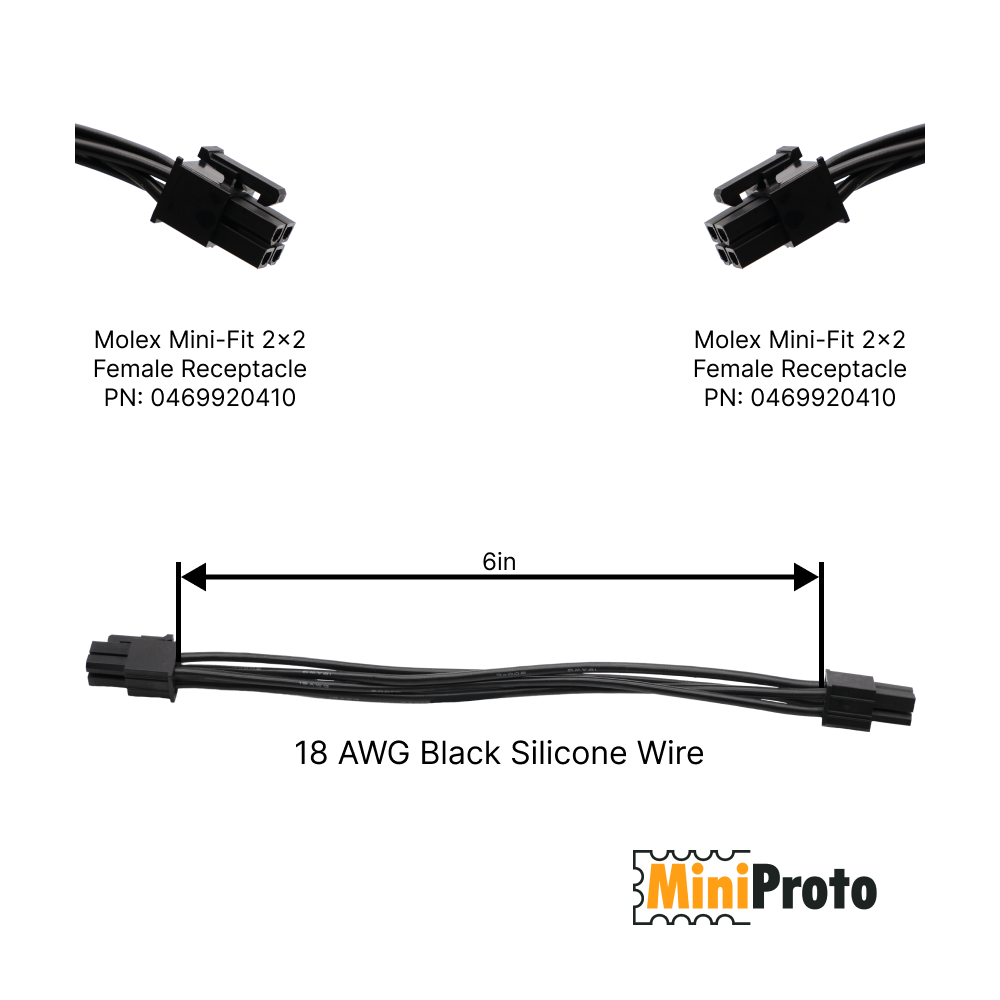 Molex Mini-Fit 2×2
Female Receptacle
PN: 0469920410
Molex Mini-Fit 2×2
Female Receptacle
PN: 0469920410
6in
18 AWG Black Silicone Wire
MiniProto